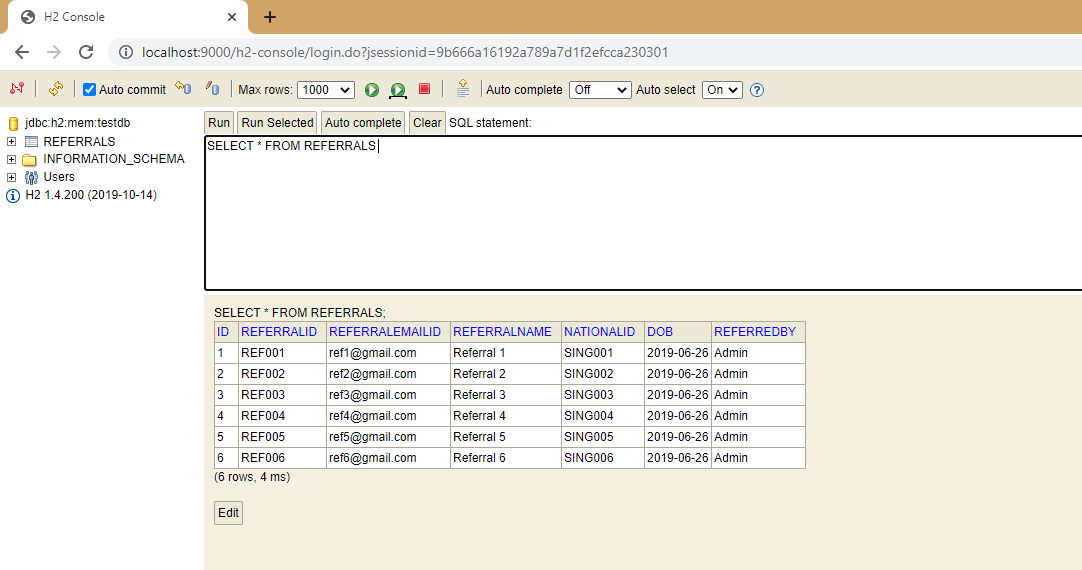 H2 Console
localhost:9000/h2-console/login.do?jsessionid=9b666a16192a789a7d1f2efcca230301
Auto commit Max rows: 1000 Auto complete Off Auto select On
jdbc:h2:mem:testdb
REFERRALS
INFORMATION_SCHEMA
Users
H2 1.4.200 (2019-10-14)
Run Run Selected Auto complete Clear SQL statement:
SELECT * FROM REFERRALS
SELECT * FROM REFERRALS;
ID REFERRALID REFERRALEMAILID REFERRALNAME NATIONALID DOB REFERREDBY
1 REF001 ref1@gmail.com Referral 1 SING001 2019-06-26 Admin
2 REF002 ref2@gmail.com Referral 2 SING002 2019-06-26 Admin
3 REF003 ref3@gmail.com Referral 3 SING003 2019-06-26 Admin
4 REF004 ref4@gmail.com Referral 4 SING004 2019-06-26 Admin
5 REF005 ref5@gmail.com Referral 5 SING005 2019-06-26 Admin
6 REF006 ref6@gmail.com Referral 6 SING006 2019-06-26 Admin
(6 rows, 4 ms)
Edit